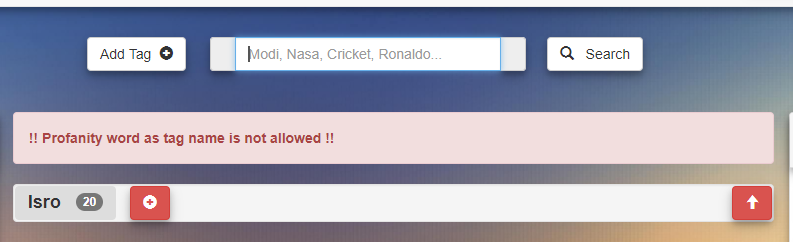 Add Tag
Modi, Nasa, Cricket, Ronaldo...
Search
!! Profanity word as tag name is not allowed !!
Isro 20